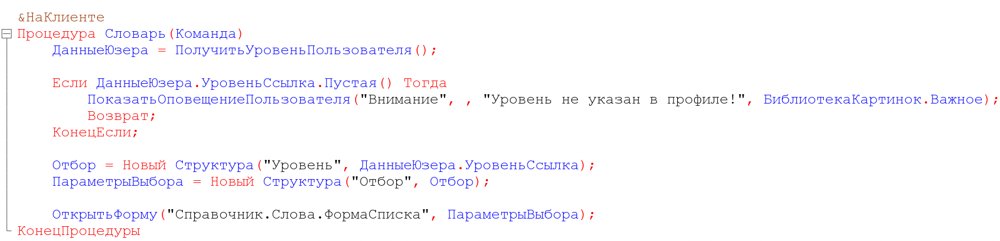 &НаКлиенте
Процедура Словарь(Команда)
ДанныеЮзера = ПолучитьУровеньПользователя();
Если ДанныеЮзера.УровеньСсылка.Пустая() Тогда
ПоказатьОповещениеПользователя("Внимание", , "Уровень не указан в профиле!", БиблиотекаКартинок.Важное);
Возврат;
КонецЕсли;
Отбор = Новый Структура("Уровень", ДанныеЮзера.УровеньСсылка);
ПараметрыВыбора = Новый Структура("Отбор", Отбор);
ОткрытьФорму("Справочник.Слова.ФормаСписка", ПараметрыВыбора);
КонецПроцедуры